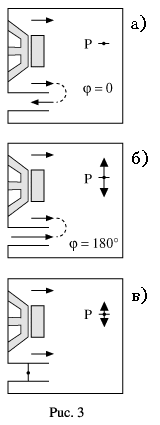 а)
P
φ = 0
б)
P
φ = 180°
в)
P
Рис. 3